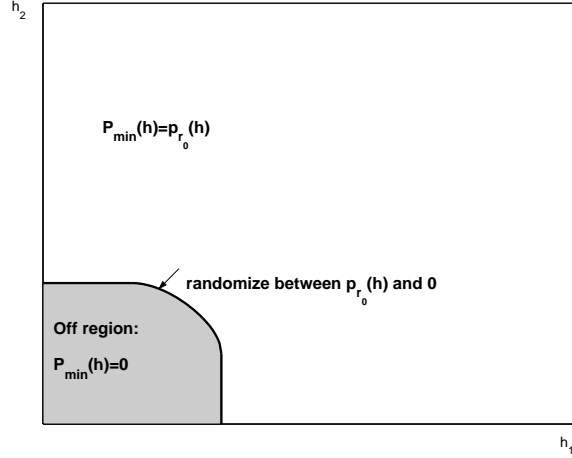 h2
Pmin(h)=pr0(h)
randomize between pr0(h) and 0
Off region:
Pmin(h)=0
h1